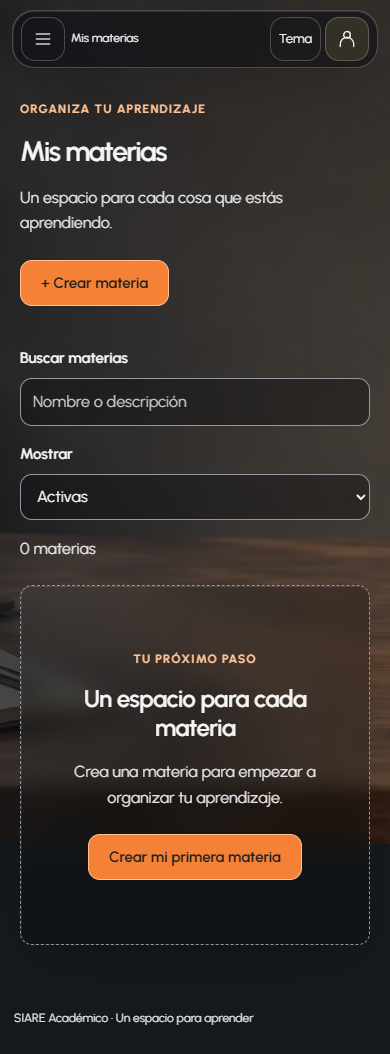 Mis materias
Tema
ORGANIZA TU APRENDIZAJE
Mis materias
Un espacio para cada cosa que estás
aprendiendo.
+ Crear materia
Buscar materias
Nombre o descripción
Mostrar
Activas
0 materias
TU PRÓXIMO PASO
Un espacio para cada
materia
Crea una materia para empezar a
organizar tu aprendizaje.
Crear mi primera materia
SIARE Académico · Un espacio para aprender